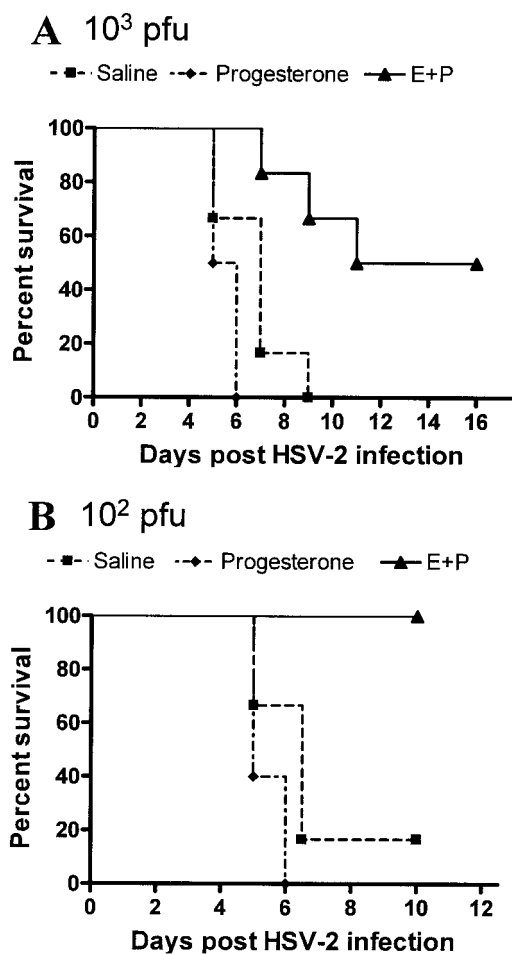 A 10³ pfu
Saline Progesterone E+P
100
80
60
40
20
0
Percent survival
0 2 4 6 8 10 12 14 16
Days post HSV-2 infection
B 10² pfu
Saline Progesterone E+P
100
80
60
40
20
0
Percent survival
0 2 4 6 8 10 12
Days post HSV-2 infection